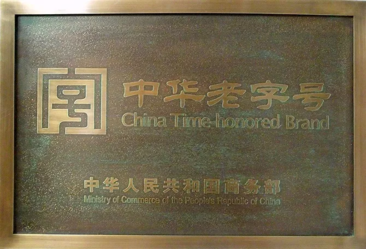 中华老字号
China Time-honored Brand
中华人民共和国商务部
Ministry of Commerce of the People's Republic of China